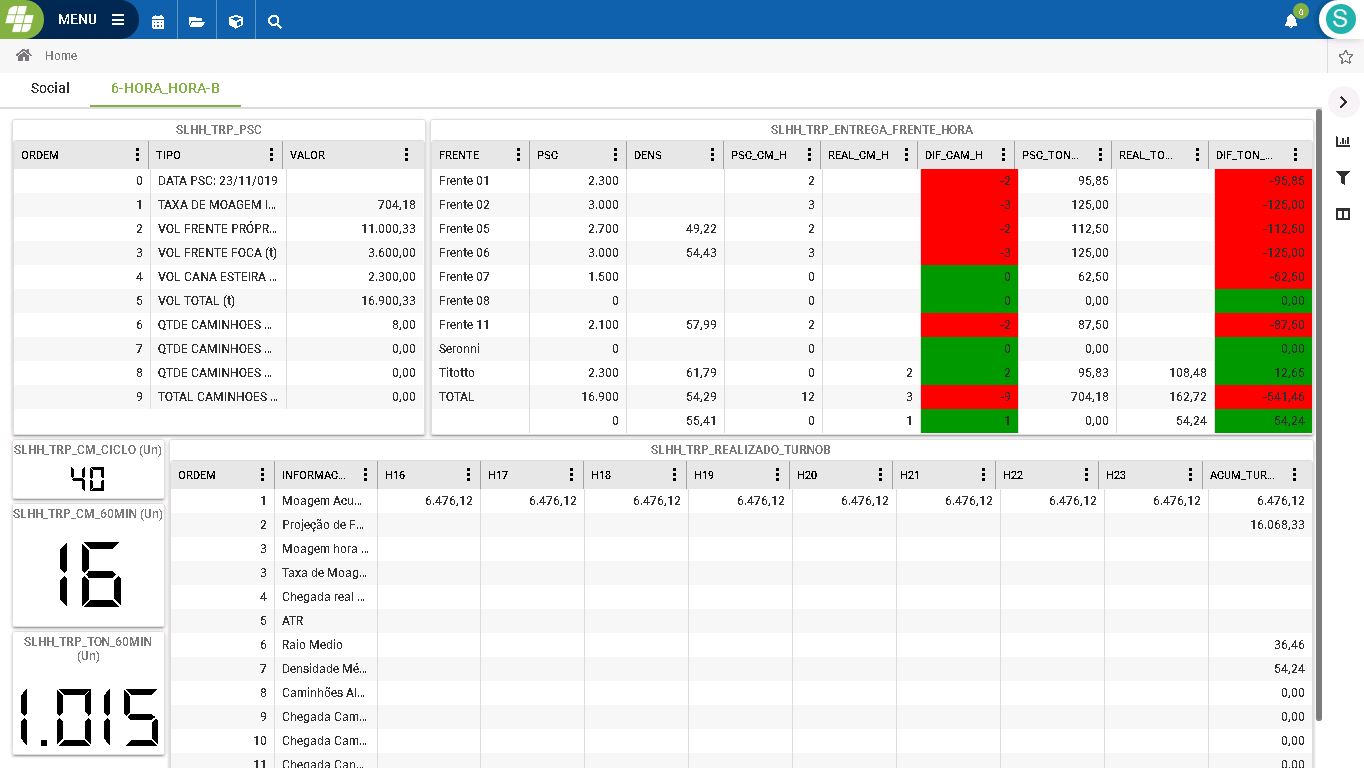 MENU
0
S
Home
Social 6-HORA_HORA-B
SLHH_TRP_PSC
ORDEM TIPO VALOR
0 DATA PSC: 23/11/019
1 TAXA DE MOAGEM I... 704,18
2 VOL FRENTE PRÓPR... 11.000,33
3 VOL FRENTE FOCA (t) 3.600,00
4 VOL CANA ESTEIRA ... 2.300,00
5 VOL TOTAL (t) 16.900,33
6 QTDE CAMINHOES ... 8,00
7 QTDE CAMINHOES ... 0,00
8 QTDE CAMINHOES ... 0,00
9 TOTAL CAMINHOES ... 0,00
SLHH_TRP_ENTREGA_FRENTE_HORA
FRENTE PSC DENS PSC_CM_H REAL_CM_H DIF_CAM_H PSC_TON... REAL_TO... DIF_TON_...
Frente 01 2.300 2 -2 95,85 -95,85
Frente 02 3.000 3 -3 125,00 -125,00
Frente 05 2.700 49,22 2 -2 112,50 -112,50
Frente 06 3.000 54,43 3 -3 125,00 -125,00
Frente 07 1.500 0 0 62,50 -62,50
Frente 08 0 0 0 0,00 0,00
Frente 11 2.100 57,99 2 -2 87,50 -87,50
Seronni 0 0 0 0,00 0,00
Titotto 2.300 61,79 0 2 2 95,83 108,48 12,65
TOTAL 16.900 54,29 12 3 -9 704,18 162,72 -541,46
0 55,41 0 1 1 0,00 54,24 54,24
SLHH_TRP_CM_CICLO (Un)
40
SLHH_TRP_CM_60MIN (Un)
16
SLHH_TRP_TON_60MIN
(Un)
1.015
SLHH_TRP_REALIZADO_TURNOB
ORDEM INFORMAC... H16 H17 H18 H19 H20 H21 H22 H23 ACUM_TUR...
1 Moagem Acu... 6.476,12 6.476,12 6.476,12 6.476,12 6.476,12 6.476,12 6.476,12 6.476,12 6.476,12
2 Projeção de F... 16.068,33
3 Moagem hora ...
3 Taxa de Moag...
4 Chegada real ...
5 ATR
6 Raio Medio 36,46
7 Densidade Mé... 54,24
8 Caminhões Al... 0,00
9 Chegada Cam... 0,00
10 Chegada Cam... 0,00
11 Chegada Can... 0,00